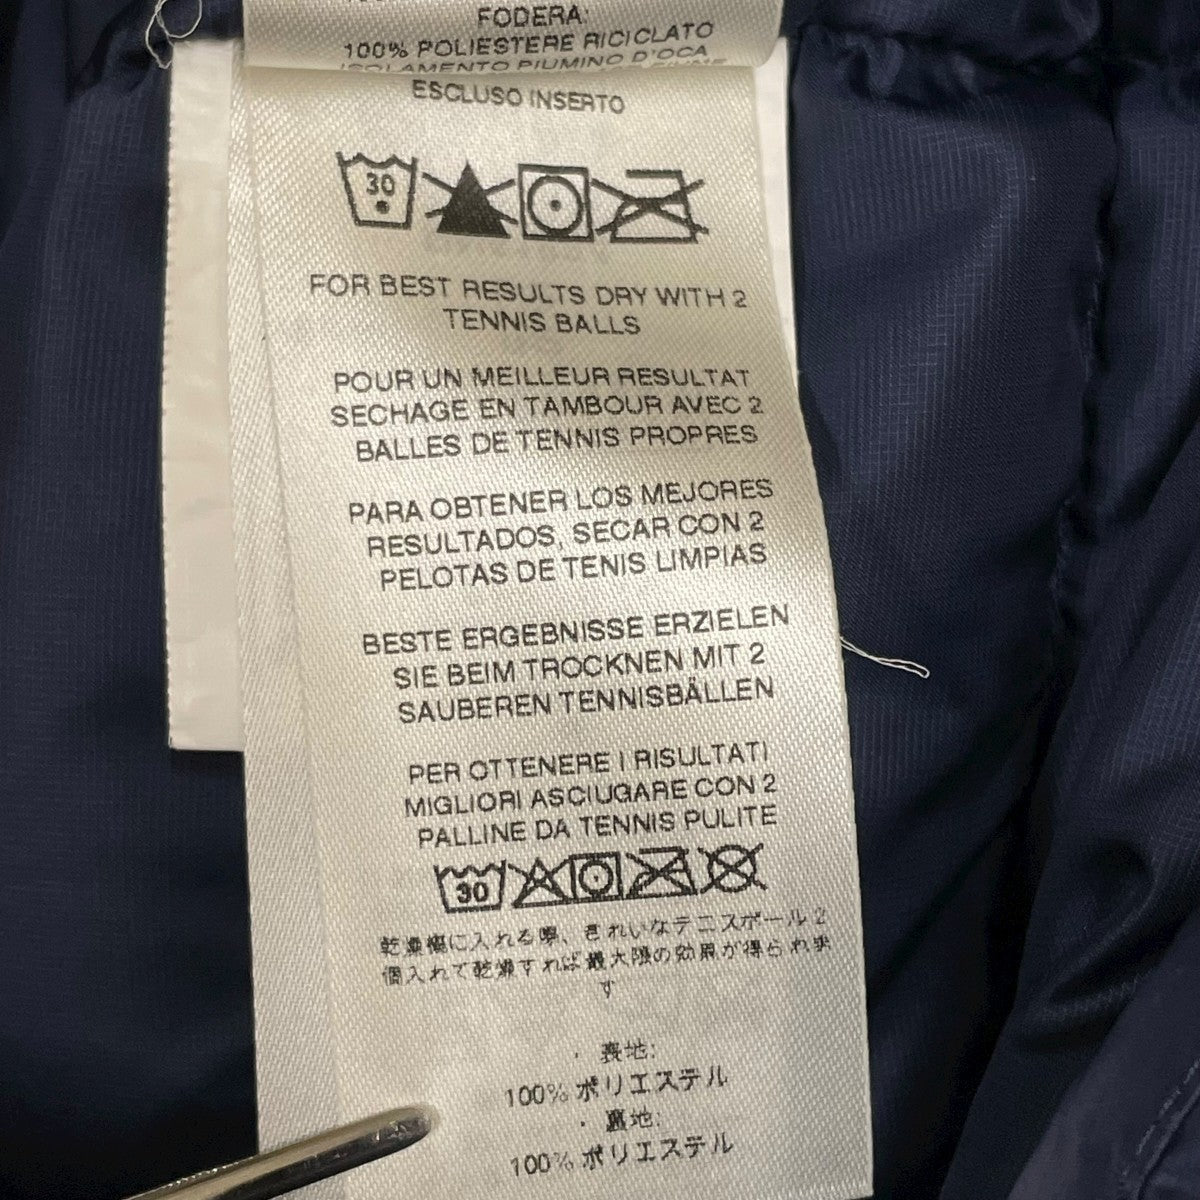 FODERA:
100% POLIESTERE RICICLATO
ISOLAMENTO PIUMINO D'OCA
ESCLUSO INSERTO
30
FOR BEST RESULTS DRY WITH 2
TENNIS BALLS
POUR UN MEILLEUR RESULTAT
SECHAGE EN TAMBOUR AVEC 2
BALLES DE TENNIS PROPRES
PARA OBTENER LOS MEJORES
RESULTADOS, SECAR CON 2
PELOTAS DE TENIS LIMPIAS
BESTE ERGEBNISSE ERZIELEN
SIE BEIM TROCKNEN MIT 2
SAUBEREN TENNISBÄLLEN
PER OTTENERE I RISULTATI
MIGLIORI ASCIUGARE CON 2
PALLINE DA TENNIS PULITE
30
乾燥機に入れる際、きれいなテニスボール2
個入れて乾燥すれば最大限の効果が得られま
す
・表地:
100% ポリエステル
・裏地:
100% ポリエステル